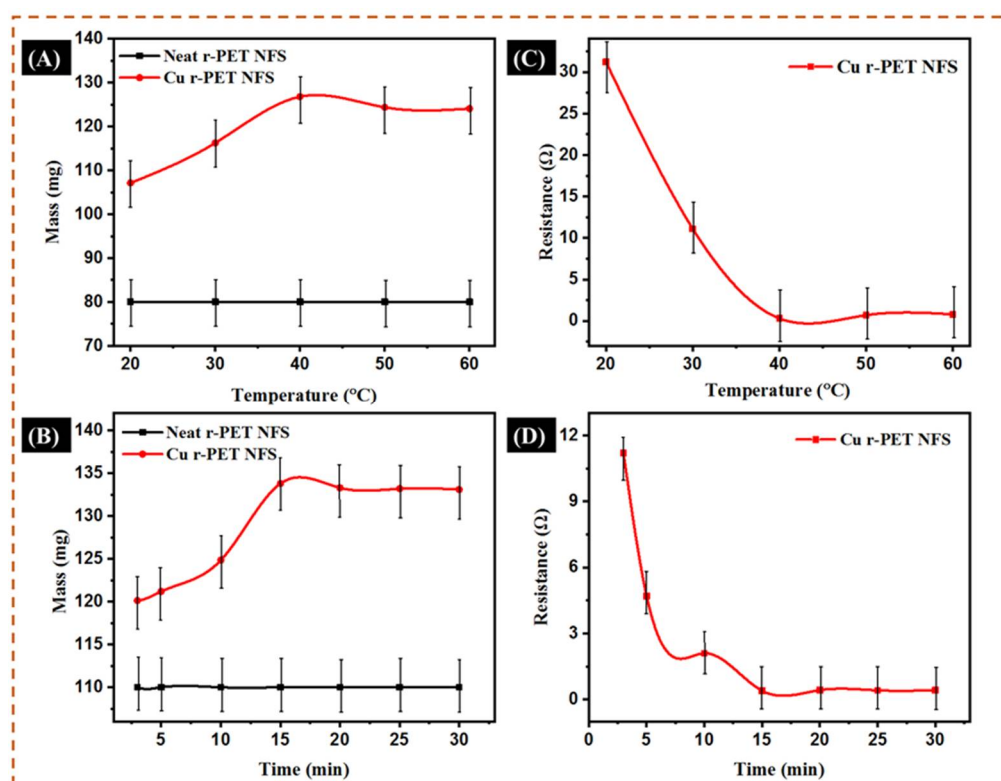 (A)
Neat r-PET NFS
Cu r-PET NFS
Mass (mg)
140
130
120
110
100
90
80
70
20 30 40 50 60
Temperature (°C)
(C)
Cu r-PET NFS
Resistance (Ω)
30
25
20
15
10
5
0
20 30 40 50 60
Temperature (°C)
(B)
Neat r-PET NFS
Cu r-PET NFS
Mass (mg)
140
135
130
125
120
115
110
5 10 15 20 25 30
Time (min)
(D)
Cu r-PET NFS
Resistance (Ω)
12
9
6
3
0
0 5 10 15 20 25 30
Time (min)